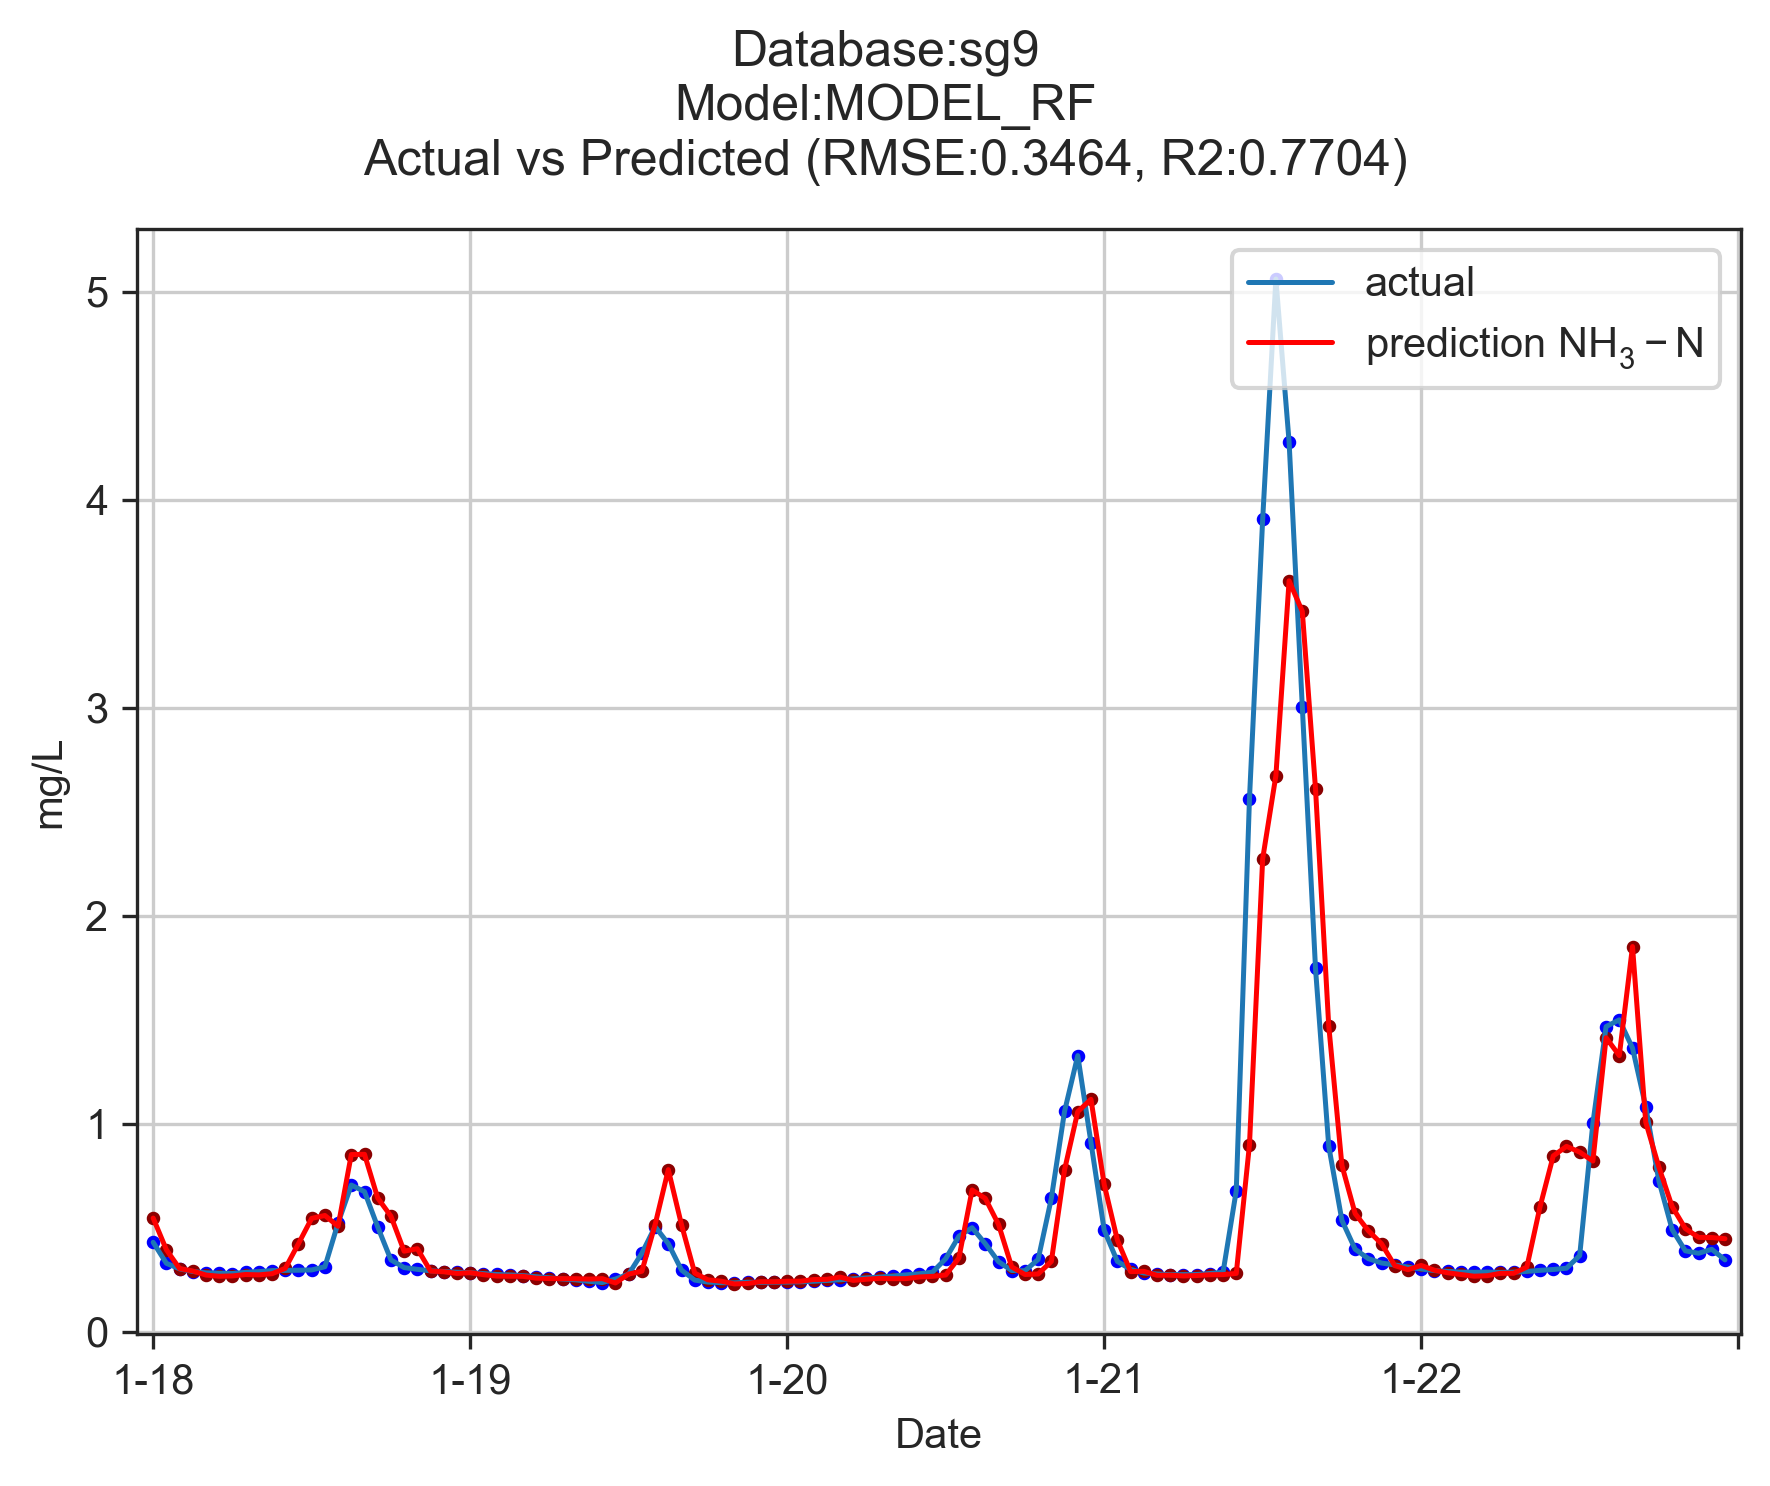 Database:sg9
Model:MODEL_RF
Actual vs Predicted (RMSE:0.3464, R2:0.7704)
actual
prediction NH₃ − N
5
4
3
2
1
0
mg/L
1-18 1-19 1-20 1-21 1-22
Date